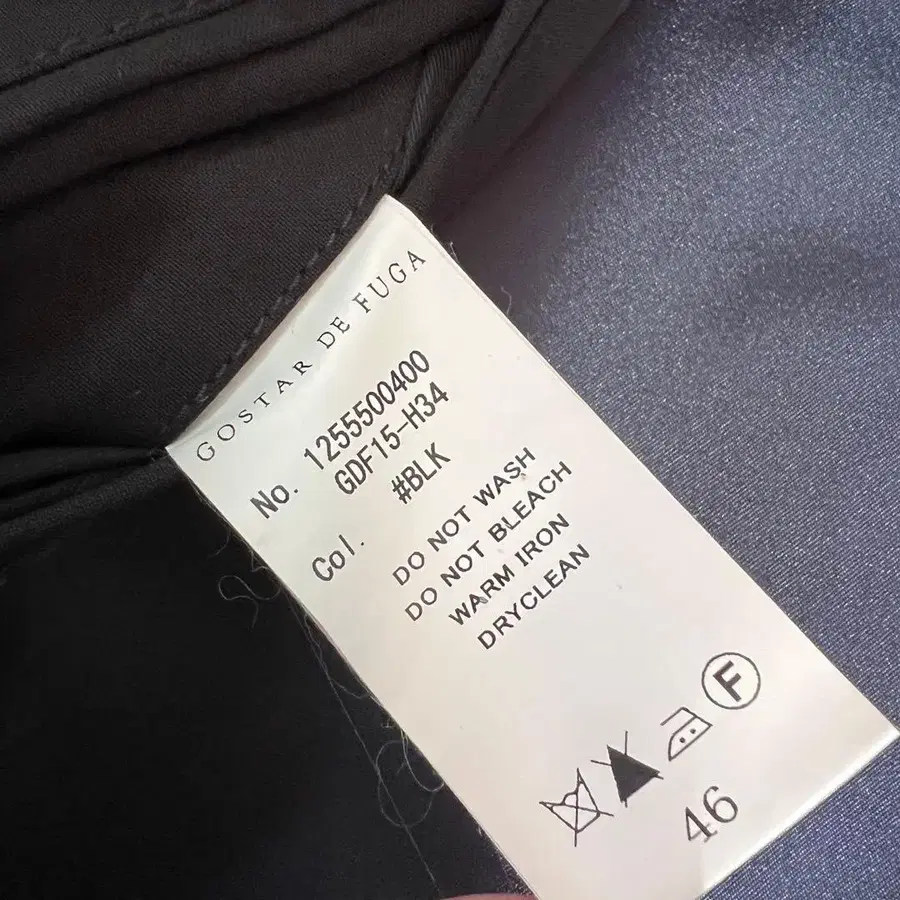 GOSTAR DE FUGA
No. 1255500400
GDF15-H34
Col. #BLK
DO NOT WASH
DO NOT BLEACH
WARM IRON
DRYCLEAN
F
46